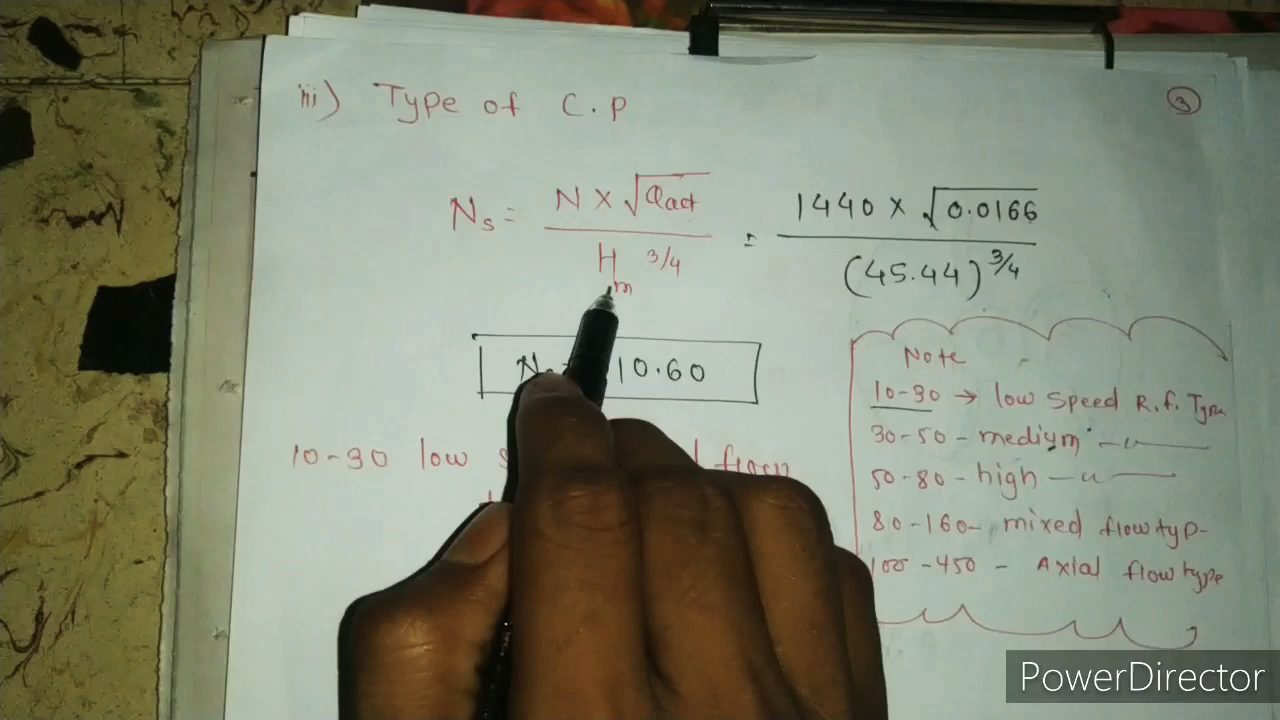 iii) Type of C.P
3
Ns = N × √Qact / Hm 3/4 = 1440 × √0.0166 / (45.44)^3/4
10.60
Note
10-30 → low speed R.f. Type
30-50 - medium - 〃 -
50-80 - high - 〃 -
80-160- mixed flow typ-
100-450 - Axial flow type
10-30 low flow
PowerDirector